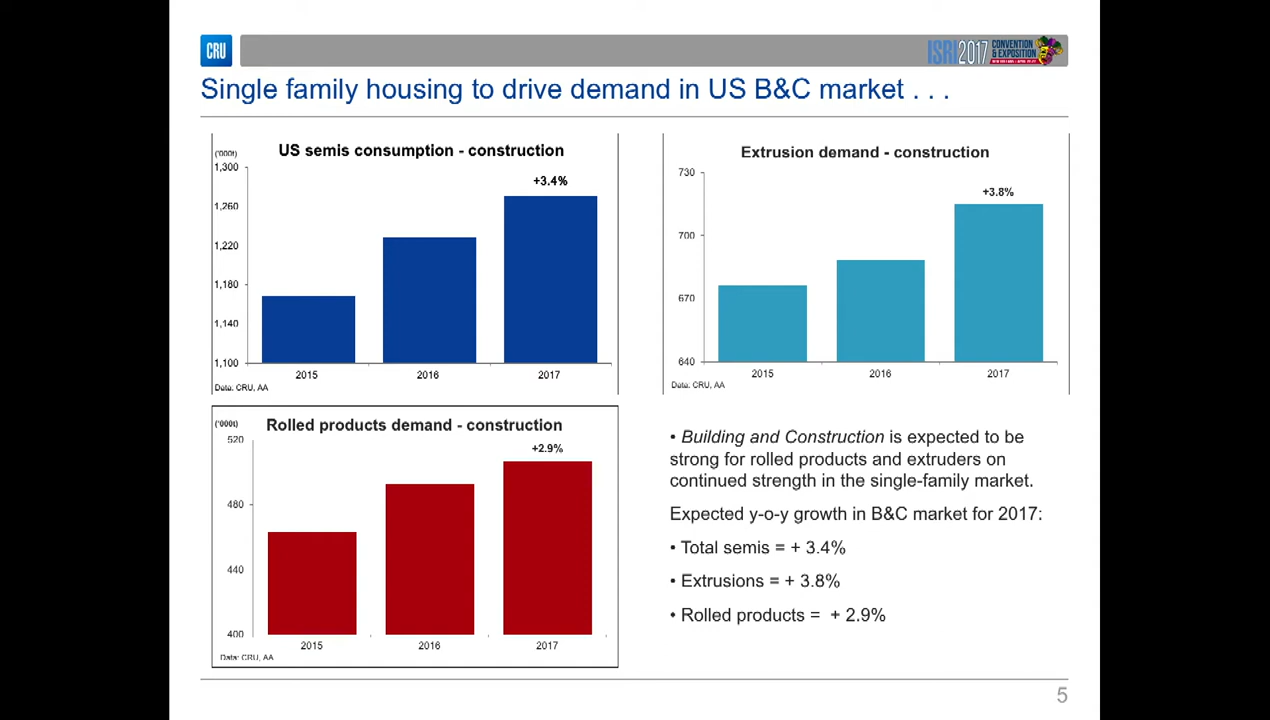 CRU
ISRI2017 CONVENTION
& EXPOSITION
Single family housing to drive demand in US B&C market . . .
('000t)
US semis consumption - construction
1,300
1,260
1,220
1,180
1,140
1,100
+3.4%
2015
2016
2017
Data: CRU, AA
Extrusion demand - construction
730
700
670
640
+3.8%
2015
2016
2017
Data: CRU, AA
('000t)
Rolled products demand - construction
520
480
440
400
+2.9%
2015
2016
2017
Data: CRU, AA
• Building and Construction is expected to be
strong for rolled products and extruders on
continued strength in the single-family market.
Expected y-o-y growth in B&C market for 2017:
• Total semis = + 3.4%
• Extrusions = + 3.8%
• Rolled products =  + 2.9%
5